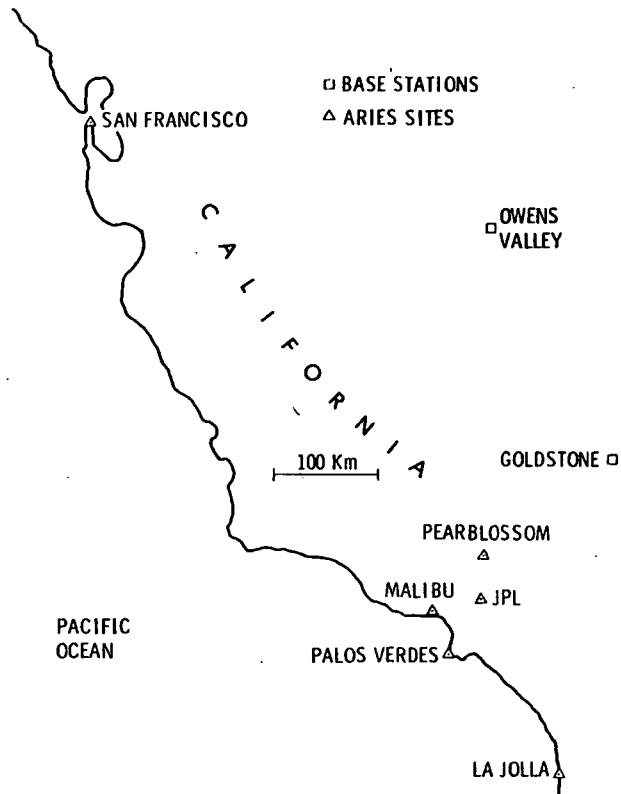 □ BASE STATIONS
△ ARIES SITES
SAN FRANCISCO
OWENS
VALLEY
CALIFORNIA
100 Km
GOLDSTONE
PEARBLOSSOM
MALIBU
JPL
PACIFIC
OCEAN
PALOS VERDES
LA JOLLA